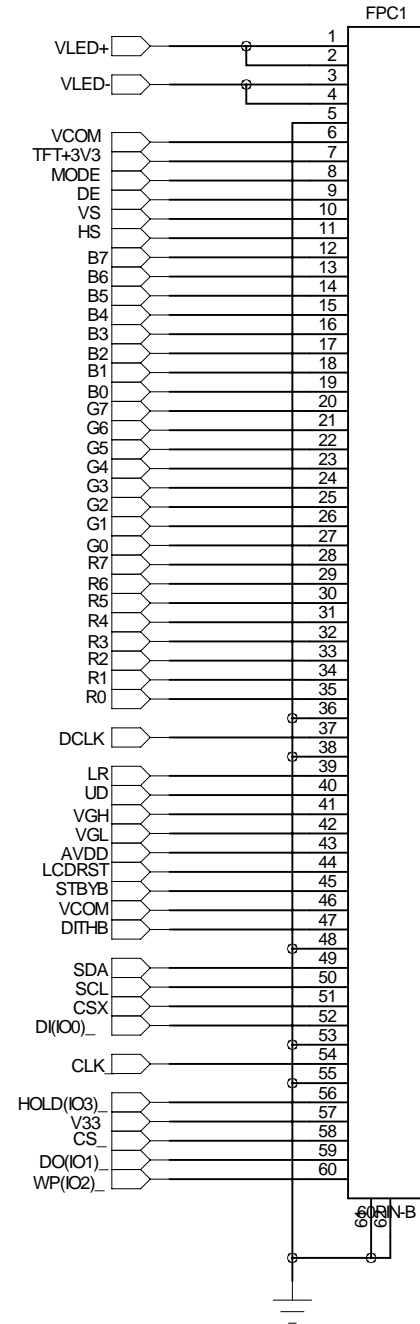 FPC1
VLED+ 1
2
VLED- 3
4
5
VCOM 6
TFT+3V3 7
MODE 8
DE 9
VS 10
HS 11
B7 12
B6 13
B5 14
B4 15
B3 16
B2 17
B1 18
B0 19
G7 20
G6 21
G5 22
G4 23
G3 24
G2 25
G1 26
G0 27
R7 28
R6 29
R5 30
R4 31
R3 32
R2 33
R1 34
R0 35
36
DCLK 37
38
LR 39
UD 40
VGH 41
VGL 42
AVDD 43
LCDRST 44
STBYB 45
VCOM 46
DITHB 47
48
SDA 49
SCL 50
CSX 51
DI(IO0)_ 52
53
CLK_ 54
55
HOLD(IO3)_ 56
V33 57
CS_ 58
DO(IO1)_ 59
WP(IO2)_ 60
61 62
60PIN-B